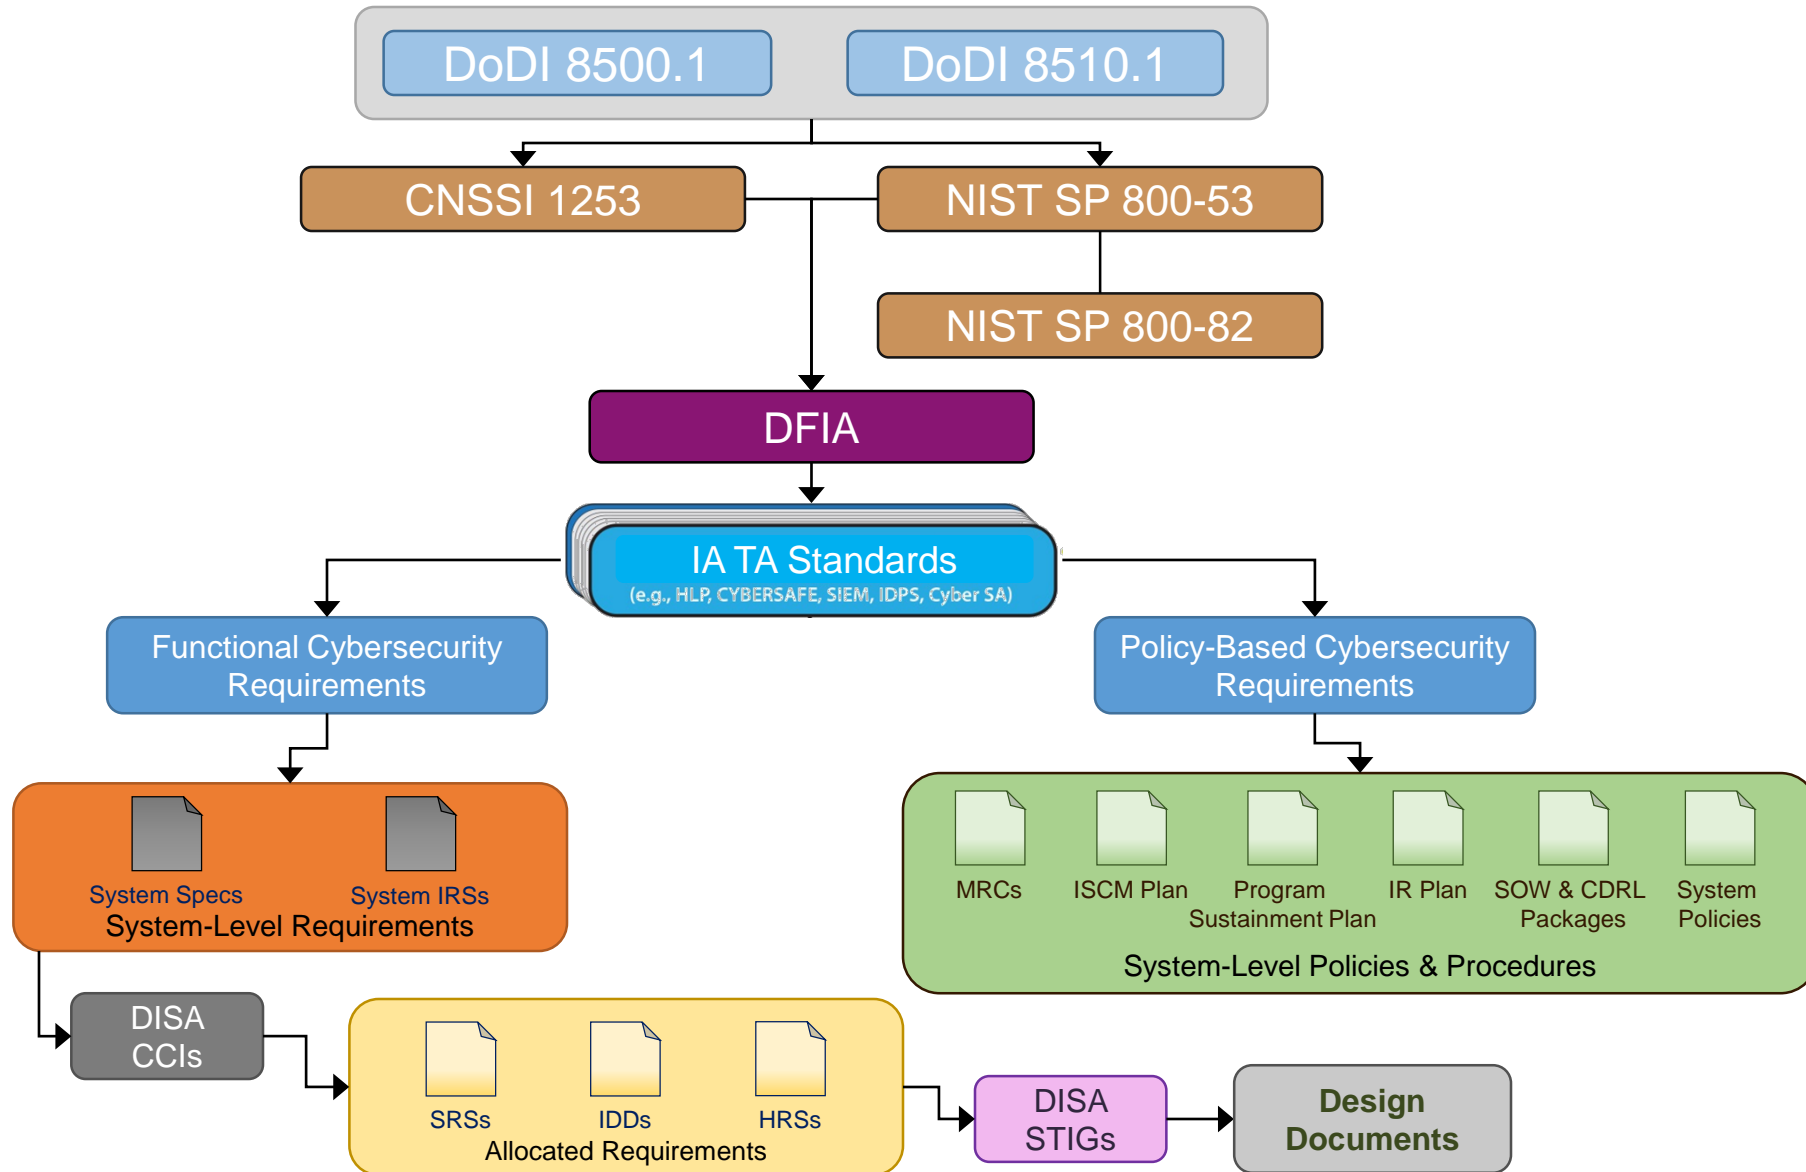 DoDI 8500.1
DoDI 8510.1
CNSSI 1253
NIST SP 800-53
NIST SP 800-82
DFIA
IA TA Standards
(e.g., HLP, CYBERSAFE, SIEM, IDPS, Cyber SA)
Functional Cybersecurity
Requirements
Policy-Based Cybersecurity
Requirements
System Specs
System IRSs
System-Level Requirements
MRCs
ISCM Plan
Program
Sustainment Plan
IR Plan
SOW & CDRL
Packages
System
Policies
System-Level Policies & Procedures
DISA
CCIs
SRSs
IDDs
HRSs
Allocated Requirements
DISA
STIGs
Design
Documents